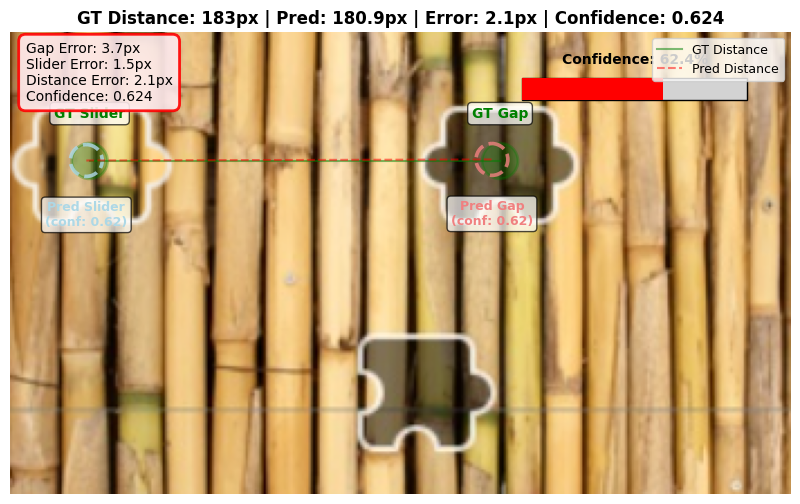 GT Distance: 183px | Pred: 180.9px | Error: 2.1px | Confidence: 0.624
Gap Error: 3.7px
Slider Error: 1.5px
Distance Error: 2.1px
Confidence: 0.624
Confidence: 62.4%
GT Distance
Pred Distance
GT Slider
GT Gap
Pred Slider
(conf: 0.62)
Pred Gap
(conf: 0.62)